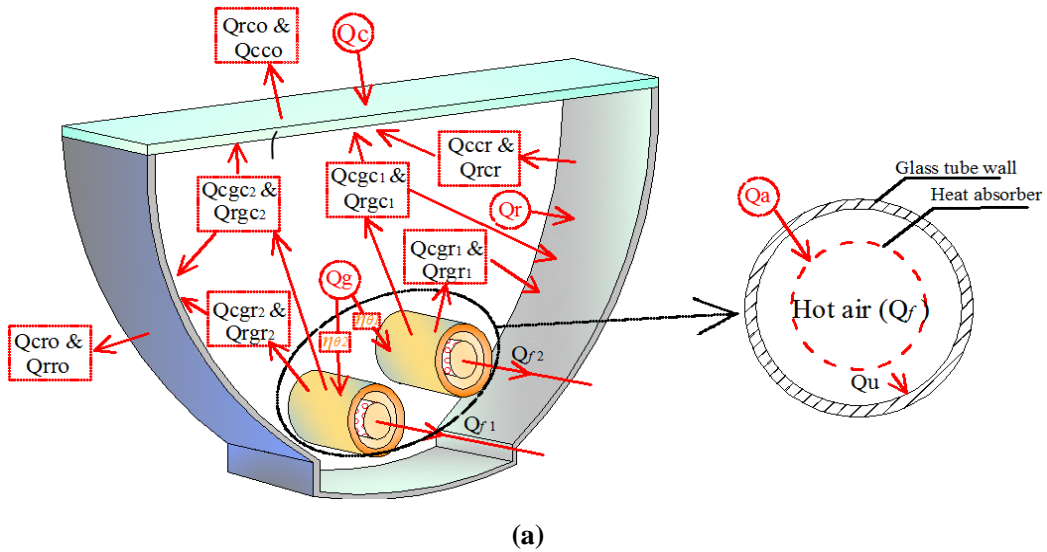 Qrco &
Qcco
Qc
Qccr &
Qrcr
Qcgc₂ &
Qrgc₂
Qcgc₁ &
Qrgc₁
Qr
Qcgr₁ &
Qrgr₁
Qg
Qcgr₂ &
Qrgr₂
ηθ2
Qcro &
Qrro
Qf 2
Qf 1
Glass tube wall
Heat absorber
Qa
Hot air (Qf )
Qu
(a)